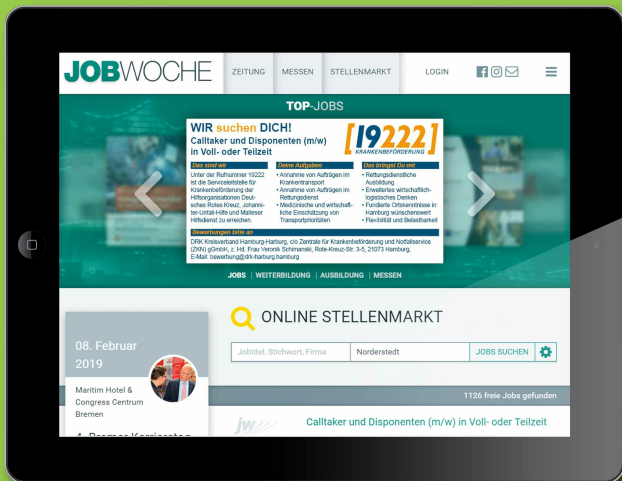 JOBWOCHE
ZEITUNG MESSEN STELLENMARKT LOGIN
TOP-JOBS
WIR suchen DICH!
Calltaker und Disponenten (m/w)
in Voll- oder Teilzeit
[19222]
KRANKENBEFÖRDERUNG
Das sind wir
Unter der Rufnummer 19222
ist die Serviceleitstelle für
Krankenbeförderung der
Hilfsorganisationen Deut-
sches Rotes Kreuz, Johanni-
ter-Unfall-Hilfe und Malteser
Hilfsdienst zu erreichen.
Deine Aufgaben
• Annahme von Aufträgen im
Krankentransport
• Annahme von Aufträgen im
Rettungsdienst
• Medizinische und wirtschaft-
liche Einschätzung von
Transportprioritäten
Das bringst Du mit
• Rettungsdienstliche
Ausbildung
• Erweitertes wirtschaftlich-
logistisches Denken
• Fundierte Ortskenntnisse in
Hamburg wünschenswert
• Flexibilität und Belastbarkeit
Bewerbungen bitte an
DRK Kreisverband Hamburg-Harburg, c/o Zentrale für Krankenbeförderung und Notfallservice
(ZKN) gGmbH, z. Hd. Frau Veronik Schimanski, Rote-Kreuz-Str. 3-5, 21073 Hamburg,
E-Mail: bewerbung@drk-harburg.hamburg
JOBS | WEITERBILDUNG | AUSBILDUNG | MESSEN
ONLINE STELLENMARKT
Jobtitel, Stichwort, Firma Norderstedt JOBS SUCHEN
08. Februar
2019
Maritim Hotel &
Congress Centrum
Bremen
4. Bremer Karrieretag
1126 freie Jobs gefunden
jw
Calltaker und Disponenten (m/w) in Voll- oder Teilzeit